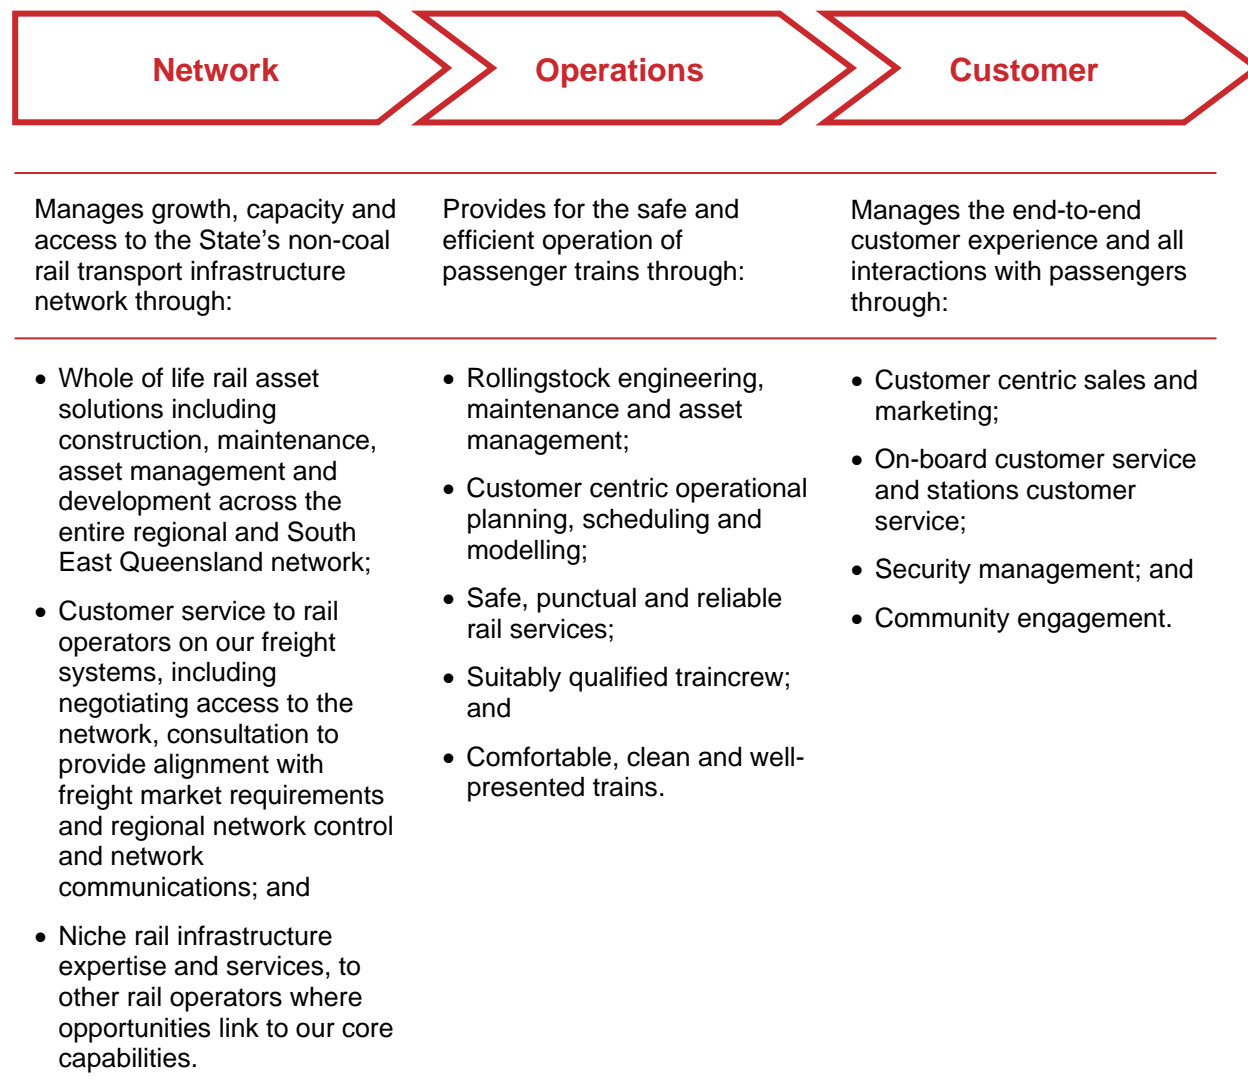 Network
Operations
Customer
Manages growth, capacity and
access to the State's non-coal
rail transport infrastructure
network through:
Provides for the safe and
efficient operation of
passenger trains through:
Manages the end-to-end
customer experience and all
interactions with passengers
through:
• Whole of life rail asset
solutions including
construction, maintenance,
asset management and
development across the
entire regional and South
East Queensland network;
• Customer service to rail
operators on our freight
systems, including
negotiating access to the
network, consultation to
provide alignment with
freight market requirements
and regional network control
and network
communications; and
• Niche rail infrastructure
expertise and services, to
other rail operators where
opportunities link to our core
capabilities.
• Rollingstock engineering,
maintenance and asset
management;
• Customer centric operational
planning, scheduling and
modelling;
• Safe, punctual and reliable
rail services;
• Suitably qualified traincrew;
and
• Comfortable, clean and well-
presented trains.
• Customer centric sales and
marketing;
• On-board customer service
and stations customer
service;
• Security management; and
• Community engagement.